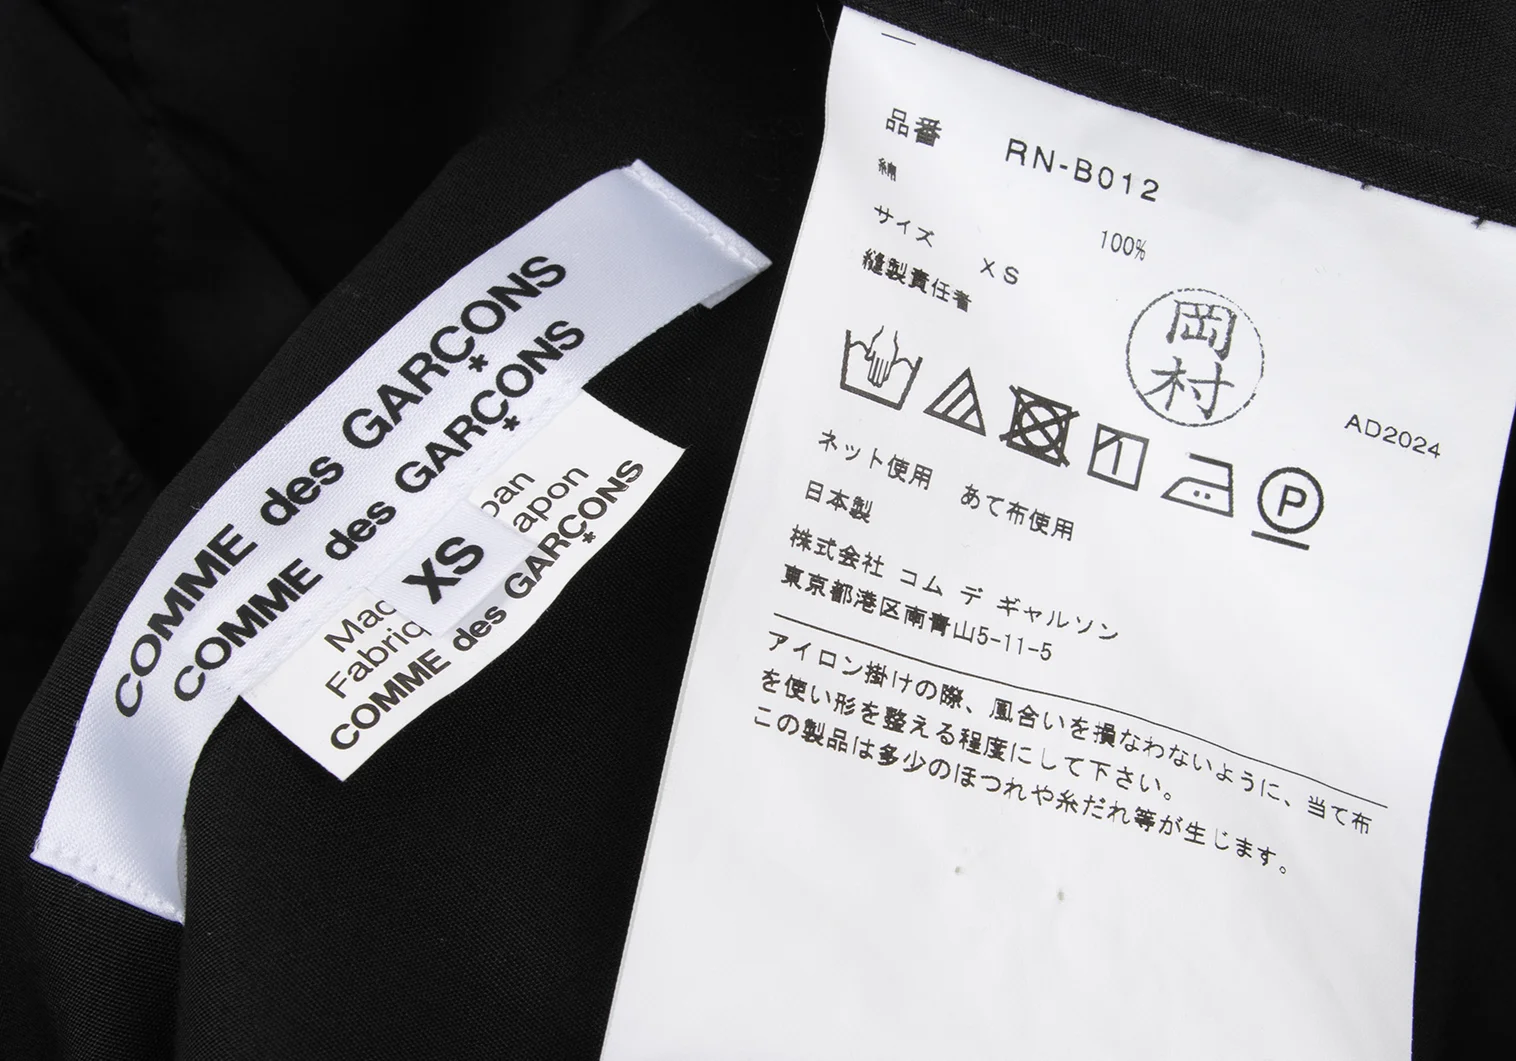 COMME des GARÇONS
COMME des GARÇONS
XS
Fabriq
COMME des GARÇONS
品番 RN-B012
綿 100%
サイズ XS
縫製責任者
岡村
AD2024
P
ネット使用 あて布使用
日本製
株式会社 コム デ ギャルソン
東京都港区南青山5-11-5
アイロン掛けの際、風合いを損なわないように、当て布
を使い形を整える程度にして下さい。
この製品は多少のほつれや糸だれ等が生じます。